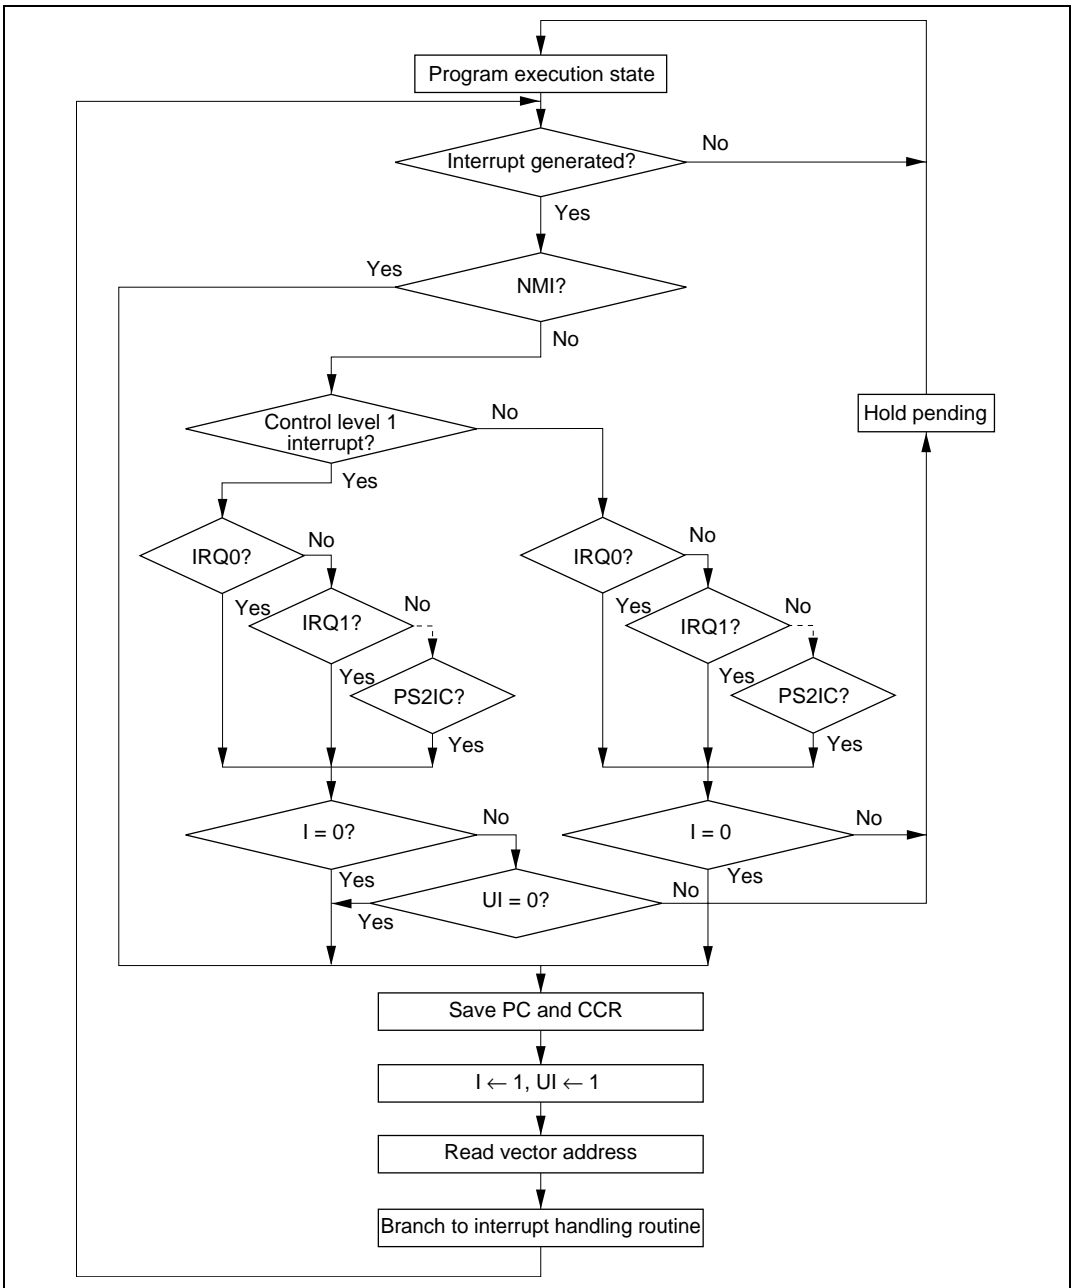 Program execution state
Interrupt generated?
No
Yes
Yes
NMI?
No
Control level 1
interrupt?
No
Hold pending
Yes
IRQ0?
No
IRQ0?
No
Yes
IRQ1?
No
Yes
IRQ1?
No
Yes
PS2IC?
Yes
PS2IC?
Yes
Yes
I = 0?
No
I = 0
No
Yes
UI = 0?
No
Yes
Yes
Save PC and CCR
I ← 1, UI ← 1
Read vector address
Branch to interrupt handling routine